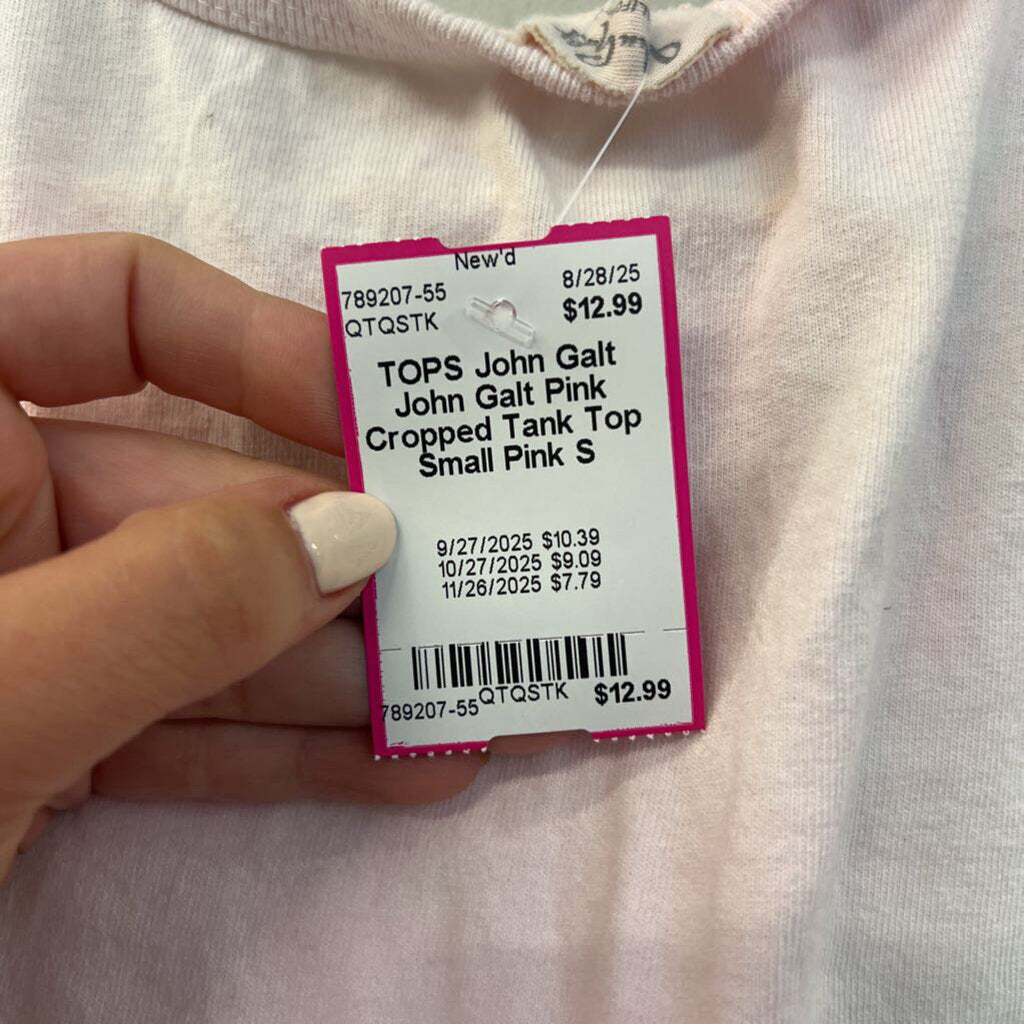 New'd
789207-55 8/28/25
QTQSTK $12.99
TOPS John Galt
John Galt Pink
Cropped Tank Top
Small Pink S
9/27/2025 $10.39
10/27/2025 $9.09
11/26/2025 $7.79
789207-55 QTQSTK $12.99